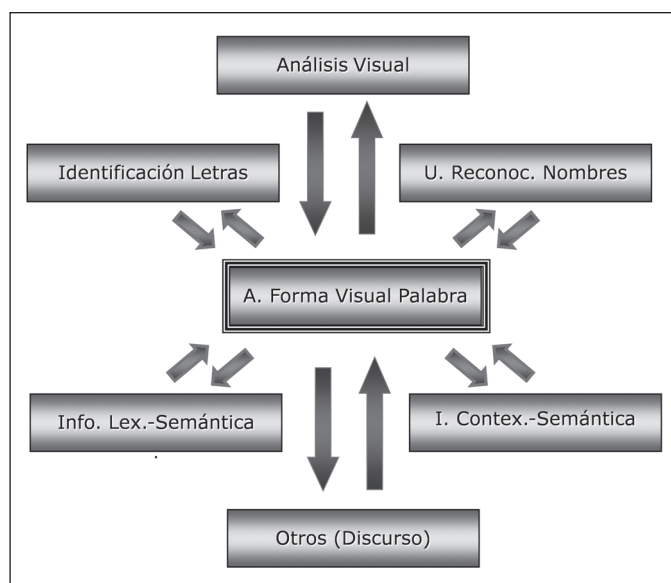 Análisis Visual
Identificación Letras
U. Reconoc. Nombres
A. Forma Visual Palabra
Info. Lex.-Semántica
I. Contex.-Semántica
Otros (Discurso)